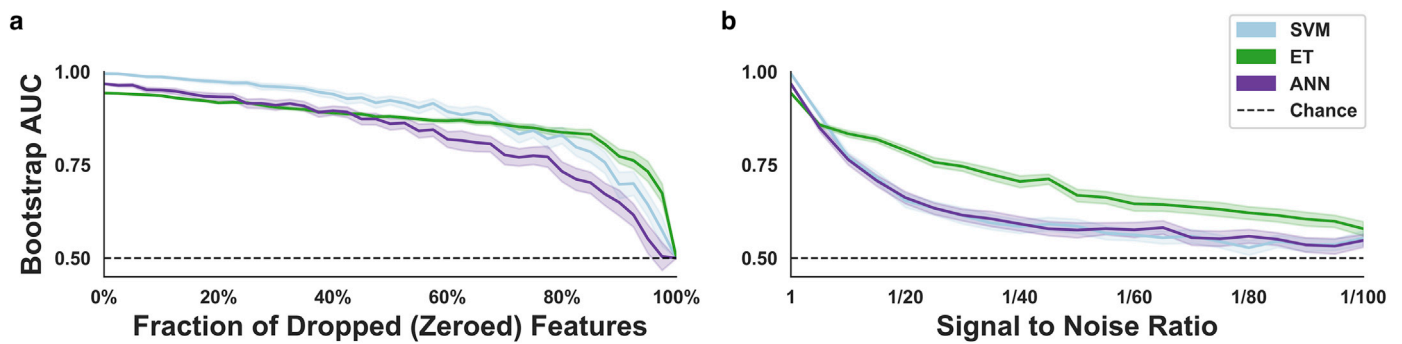 a
Bootstrap AUC
1.00
0.75
0.50
0%
20%
40%
60%
80%
100%
Fraction of Dropped (Zeroed) Features
b
SVM
ET
ANN
Chance
1.00
0.75
0.50
1
1/20
1/40
1/60
1/80
1/100
Signal to Noise Ratio